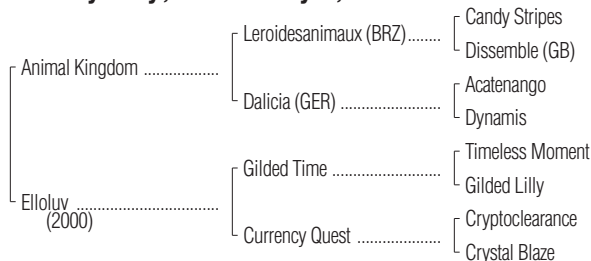 Candy Stripes
Leroidesanimaux (BRZ)........
Dissemble (GB)
Animal Kingdom ..................
Acatenango
Dalicia (GER) ........................
Dynamis
Timeless Moment
Gilded Time ..........................
Gilded Lilly
Elloluv ..................................
(2000)
Cryptoclearance
Currency Quest ....................
Crystal Blaze